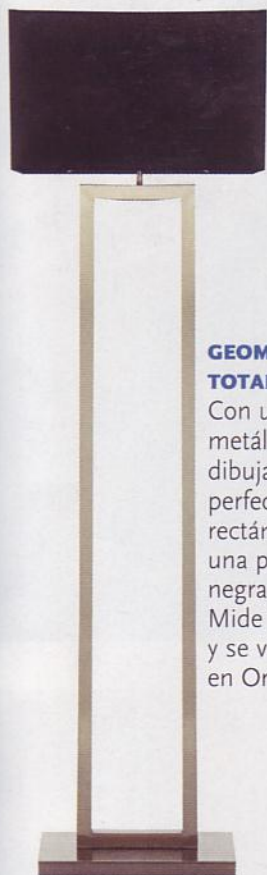 GEOM
TOTAL
Con u
metál
dibuja
perfec
rectán
una p
negra
Mide
y se v
en Or